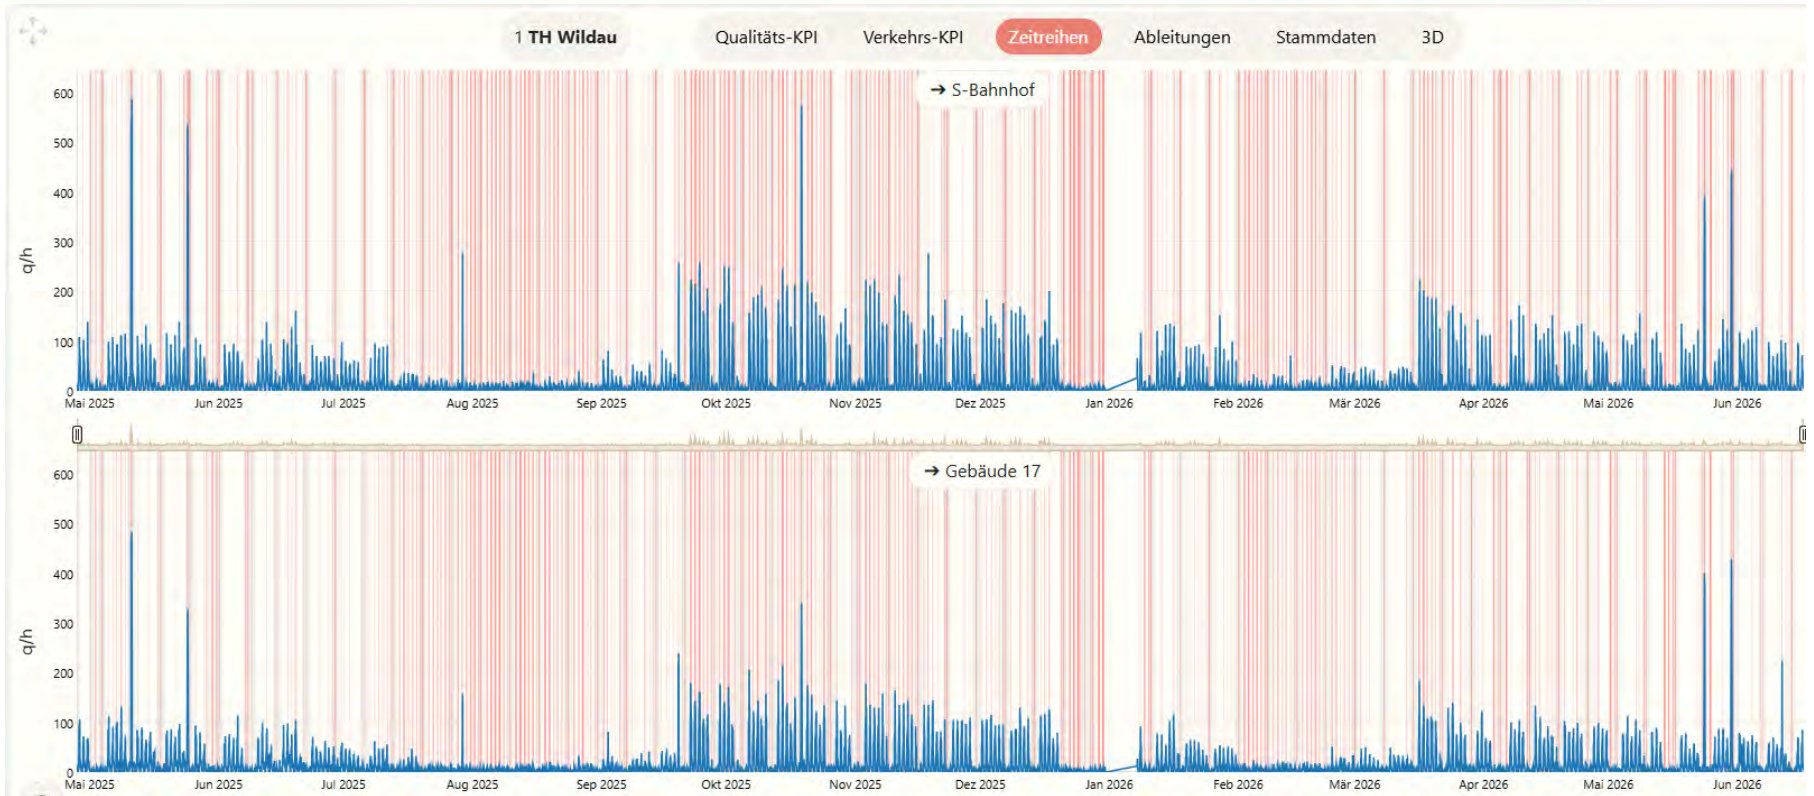 1 TH Wildau Qualitäts-KPI Verkehrs-KPI Zeitreihen Ableitungen Stammdaten 3D
→ S-Bahnhof
q/h
600
500
400
300
200
100
0
Mai 2025 Jun 2025 Jul 2025 Aug 2025 Sep 2025 Okt 2025 Nov 2025 Dez 2025 Jan 2026 Feb 2026 Mär 2026 Apr 2026 Mai 2026 Jun 2026
→ Gebäude 17
q/h
600
500
400
300
200
100
0
Mai 2025 Jun 2025 Jul 2025 Aug 2025 Sep 2025 Okt 2025 Nov 2025 Dez 2025 Jan 2026 Feb 2026 Mär 2026 Apr 2026 Mai 2026 Jun 2026